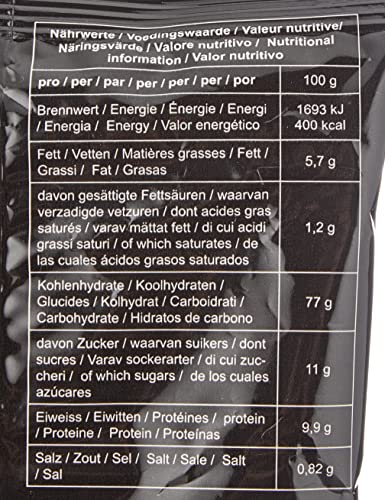 Nährwerte / Voedingswaarde / Valeur nutritive/
Näringsvärde / Valore nutritivo / Nutritional
information / Valor nutritivo
pro / per / par / per / per / per / por 100 g
Brennwert / Energie / Énergie / Energi 1693 kJ
/ Energia / Energy / Valor energético 400 kcal
Fett / Vetten / Matières grasses / Fett /
Grassi / Fat / Grasas 5,7 g
davon gesättigte Fettsäuren / waarvan
verzadigde vetzuren / dont acides gras
saturés / varav mättat fett / di cui acidi
grassi saturi / of which saturates / de
las cuales ácidos grasos saturados 1,2 g
Kohlenhydrate / Koolhydraten /
Glucides / Kolhydrat / Carboidrati /
Carbohydrate / Hidratos de carbono 77 g
davon Zucker / waarvan suikers / dont
sucres / Varav sockerarter / di cui zuc-
cheri / of which sugars / de los cuales
azúcares 11 g
Eiweiss / Eiwitten / Protéines / protein
/ Proteine / Protein / Proteínas 9,9 g
Salz / Zout / Sel / Salt / Sale / Salt
/ Sal 0,82 g